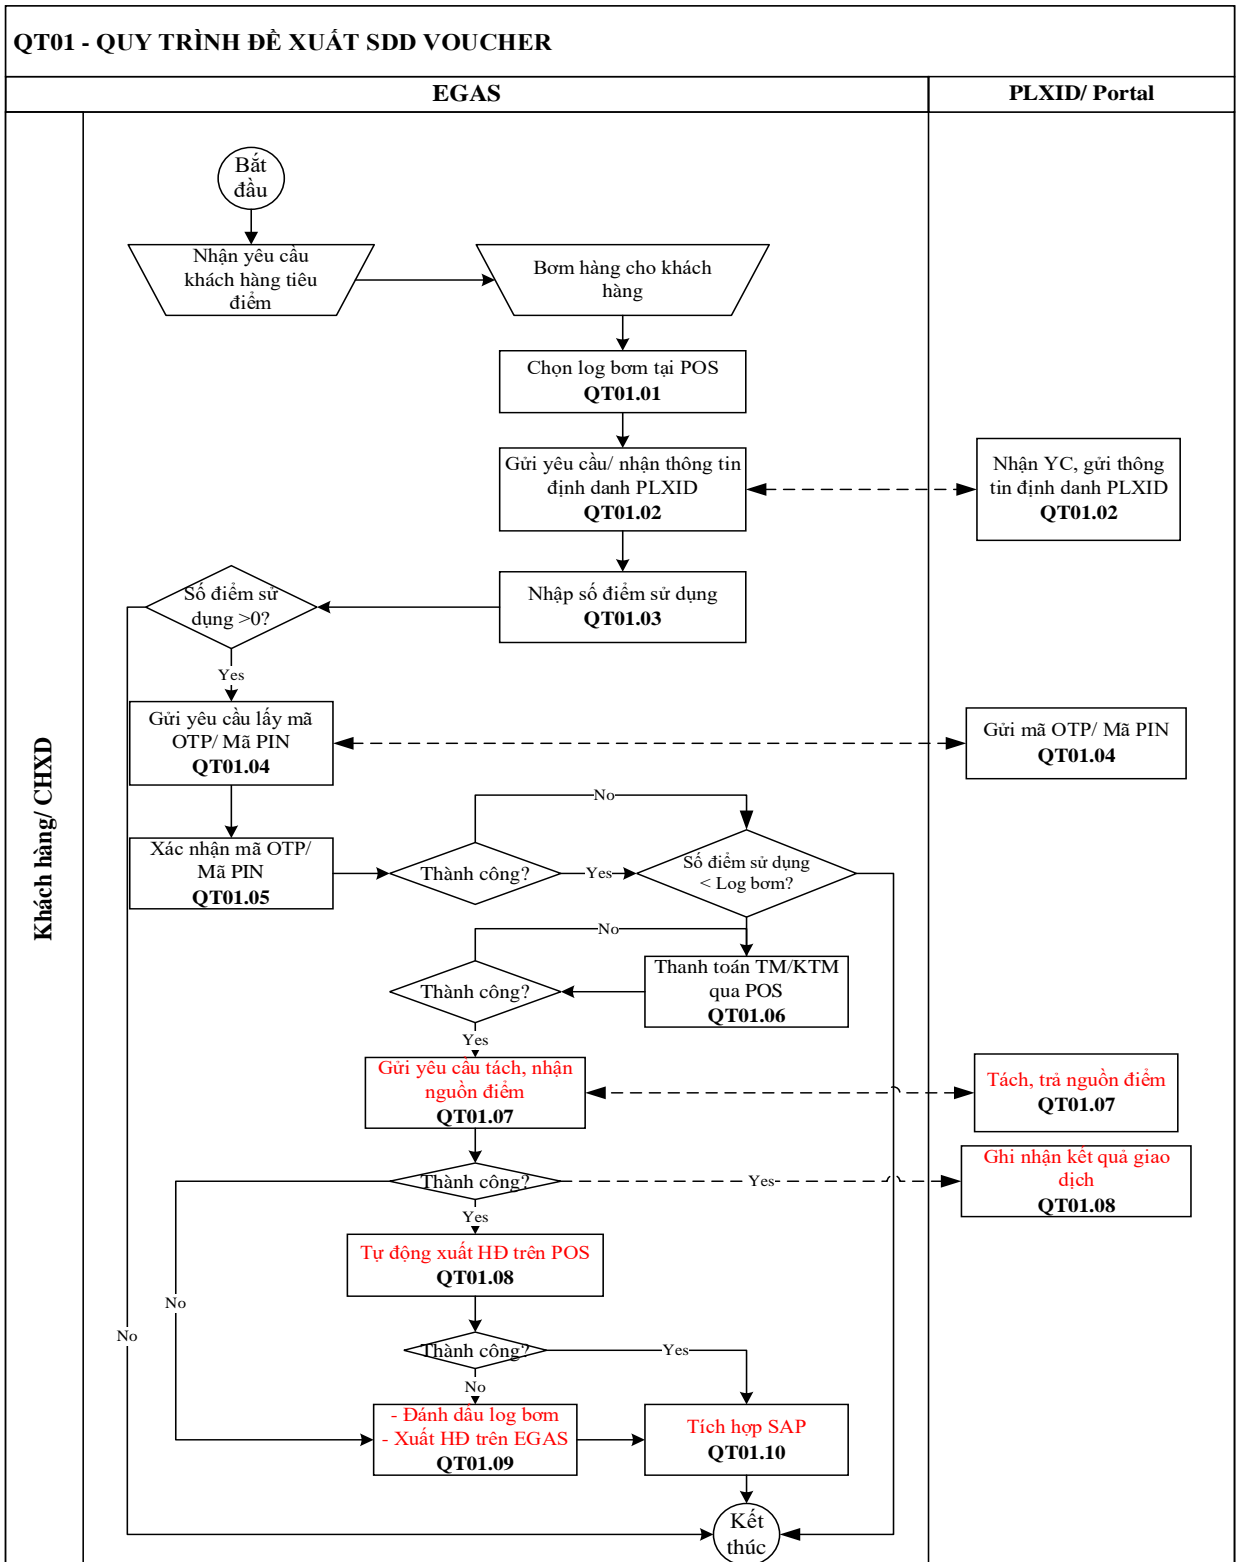 QT01 - QUY TRÌNH ĐỀ XUẤT SDD VOUCHER
EGAS
PLXID/ Portal
Khách hàng/ CHXD
Bắt
đầu
Nhận yêu cầu
khách hàng tiêu
điểm
Bơm hàng cho khách
hàng
Chọn log bơm tại POS
QT01.01
Gửi yêu cầu/ nhận thông tin
định danh PLXID
QT01.02
Nhận YC, gửi thông
tin định danh PLXID
QT01.02
Nhập số điểm sử dụng
QT01.03
Số điểm sử
dụng >0?
Yes
Gửi yêu cầu lấy mã
OTP/ Mã PIN
QT01.04
Gửi mã OTP/ Mã PIN
QT01.04
No
Xác nhận mã OTP/
Mã PIN
QT01.05
Thành công?
Yes
Số điểm sử dụng
< Log bơm?
No
Thanh toán TM/KTM
qua POS
QT01.06
Thành công?
Yes
Gửi yêu cầu tách, nhận
nguồn điểm
QT01.07
Tách, trả nguồn điểm
QT01.07
Thành công?
Yes
Ghi nhận kết quả giao
dịch
QT01.08
Yes
Tự động xuất HĐ trên POS
QT01.08
No
No
Thành công?
Yes
No
- Đánh dấu log bơm
- Xuất HĐ trên EGAS
QT01.09
Tích hợp SAP
QT01.10
Kết
thúc